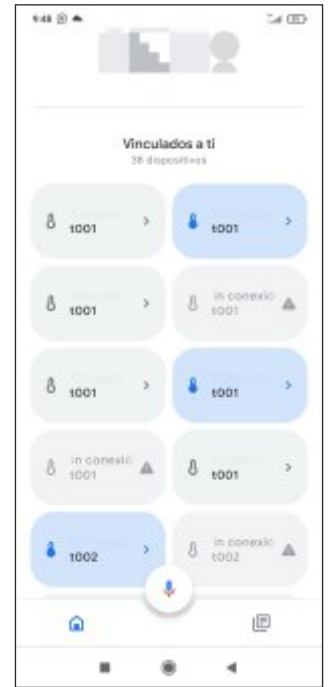 9:48
Vinculados a ti
38 dispositivos
t001
t001
t001
in conexió
t001
t001
t001
in conexió
t001
t001
t002
in conexió
t002